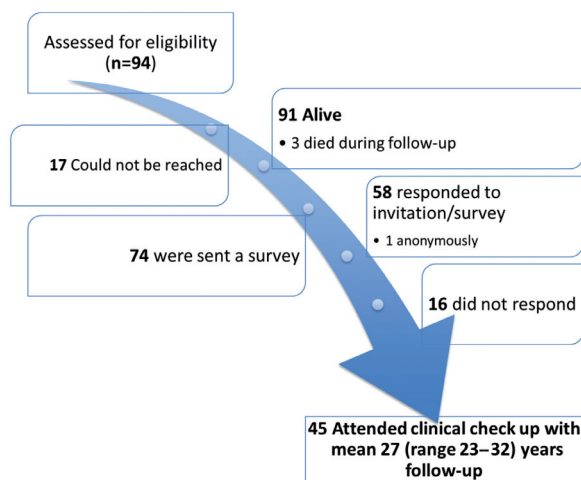 Assessed for eligibility
(n=94)
91 Alive
• 3 died during follow-up
17 Could not be reached
58 responded to
invitation/survey
• 1 anonymously
74 were sent a survey
16 did not respond
45 Attended clinical check up with
mean 27 (range 23–32) years
follow-up